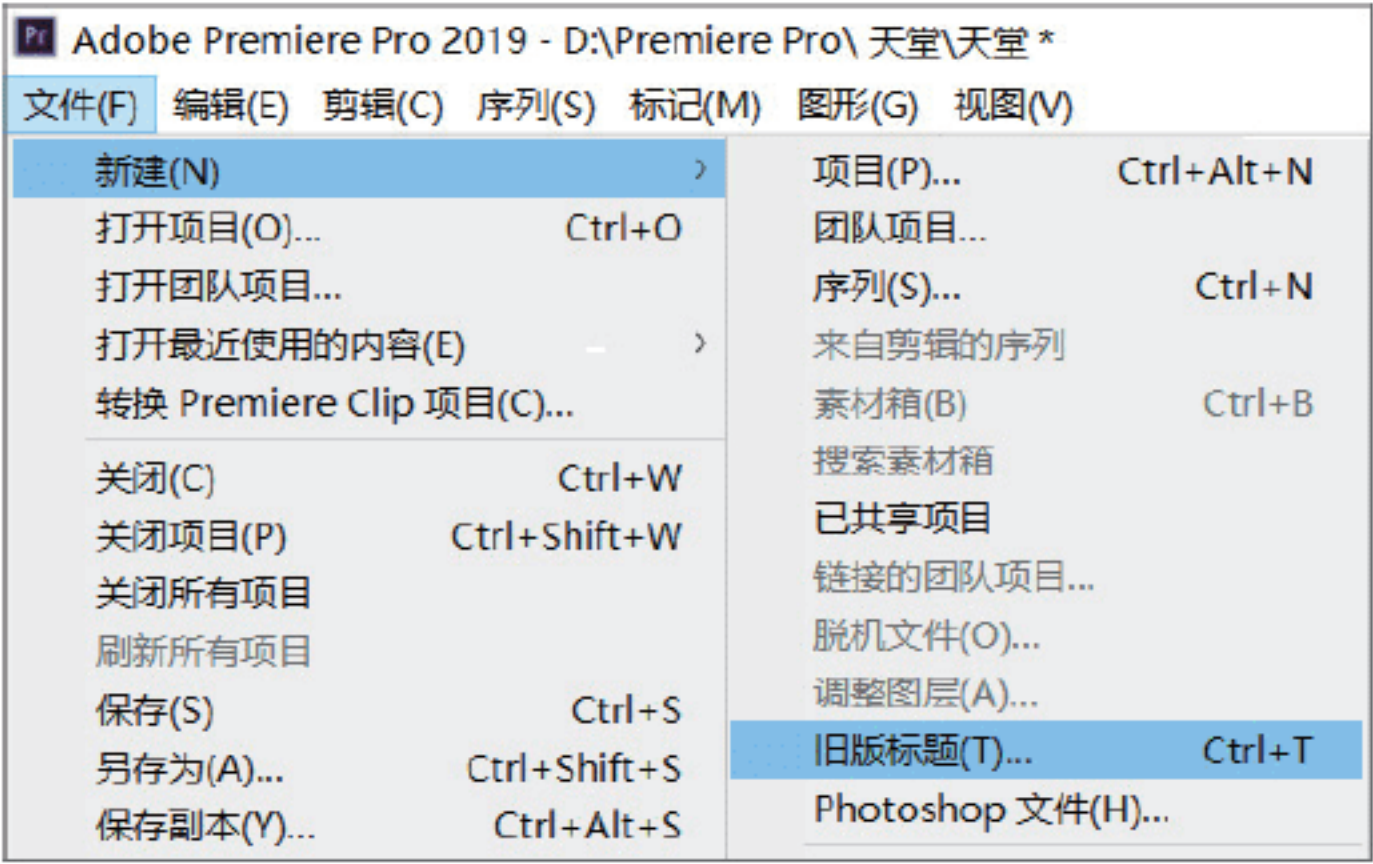 Pr Adobe Premiere Pro 2019 - D:\Premiere Pro\ 天堂\天堂 *
文件(F) 编辑(E) 剪辑(C) 序列(S) 标记(M) 图形(G) 视图(V)
新建(N) >
打开项目(O)... Ctrl+O
打开团队项目...
打开最近使用的内容(E) >
转换 Premiere Clip 项目(C)...
关闭(C) Ctrl+W
关闭项目(P) Ctrl+Shift+W
关闭所有项目
刷新所有项目
保存(S) Ctrl+S
另存为(A)... Ctrl+Shift+S
保存副本(Y)... Ctrl+Alt+S
项目(P)... Ctrl+Alt+N
团队项目...
序列(S)... Ctrl+N
来自剪辑的序列
素材箱(B) Ctrl+B
搜索素材箱
已共享项目
链接的团队项目...
脱机文件(O)...
调整图层(A)...
旧版标题(T)... Ctrl+T
Photoshop 文件(H)...